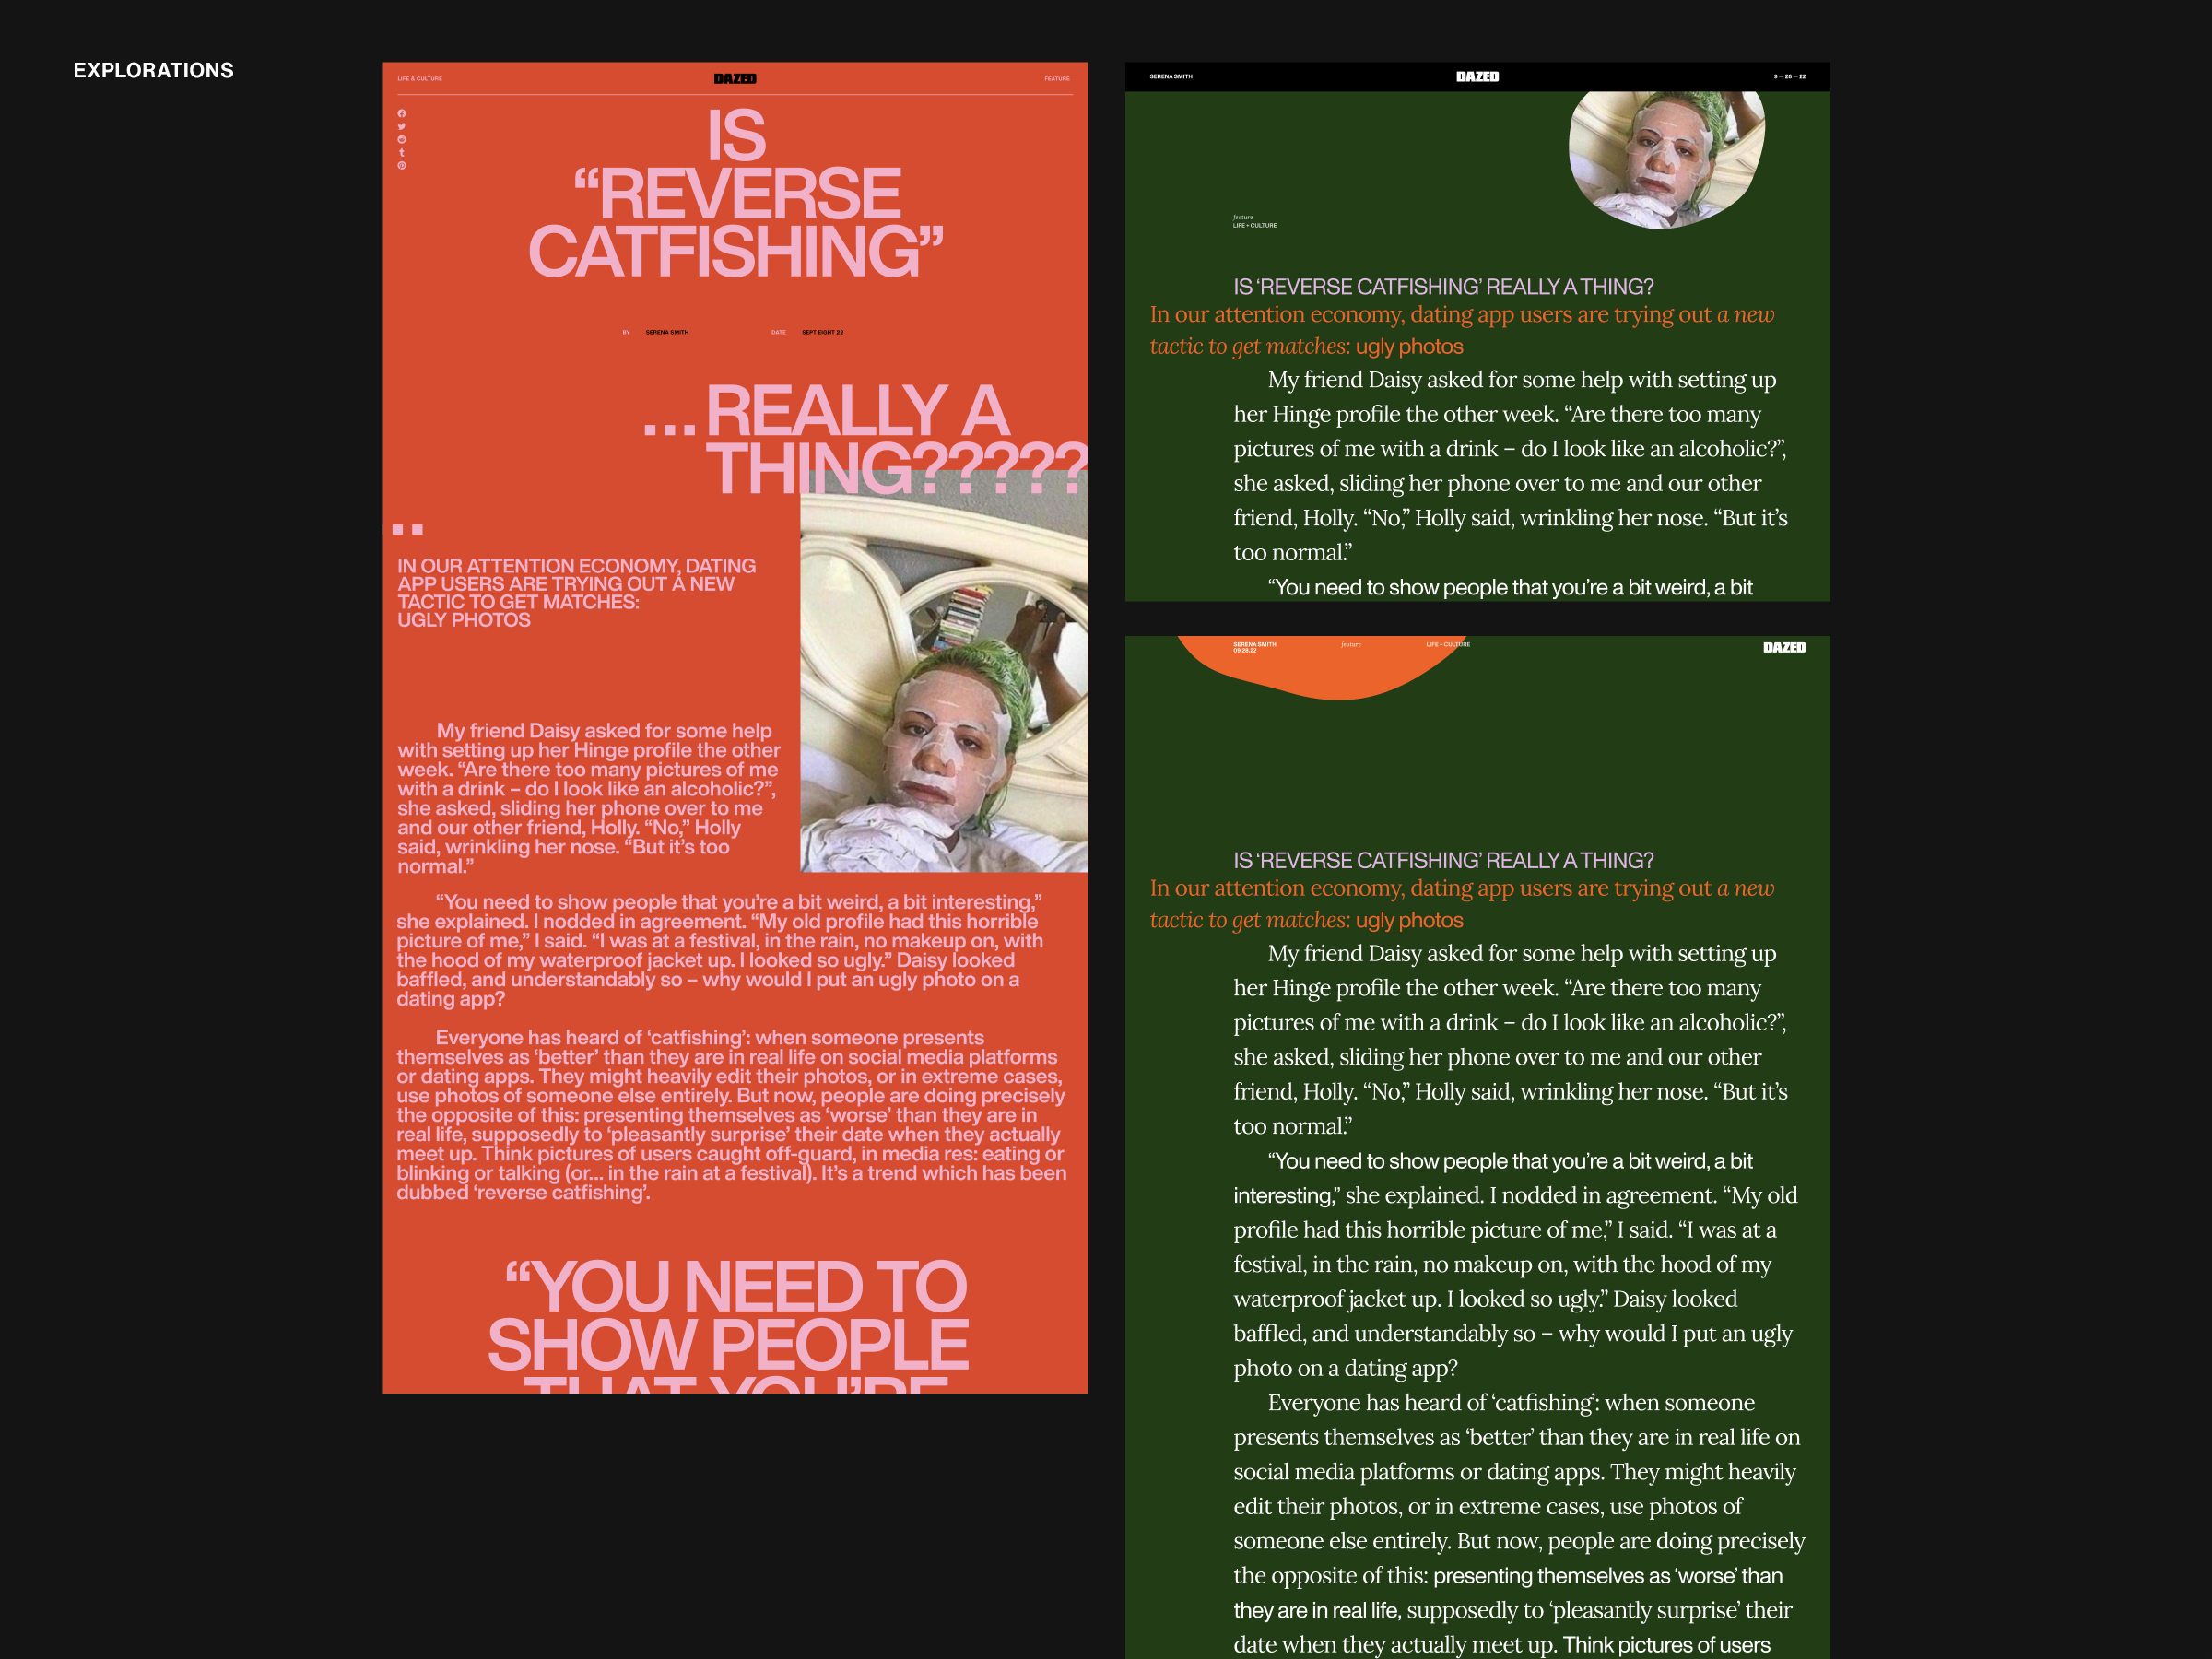 EXPLORATIONS
LIFE & CULTURE
DAZED
FEATURE
IS
“REVERSE
CATFISHING”
BY SERENA SMITH DATE SEPT EIGHT 22
...REALLY A
THING?????
IN OUR ATTENTION ECONOMY, DATING
APP USERS ARE TRYING OUT A NEW
TACTIC TO GET MATCHES:
UGLY PHOTOS
My friend Daisy asked for some help
with setting up her Hinge profile the other
week. “Are there too many pictures of me
with a drink – do I look like an alcoholic?”,
she asked, sliding her phone over to me
and our other friend, Holly. “No,” Holly
said, wrinkling her nose. “But it’s too
normal.”
“You need to show people that you’re a bit weird, a bit interesting,”
she explained. I nodded in agreement. “My old profile had this horrible
picture of me,” I said. “I was at a festival, in the rain, no makeup on, with
the hood of my waterproof jacket up. I looked so ugly.” Daisy looked
baffled, and understandably so – why would I put an ugly photo on a
dating app?
Everyone has heard of ‘catfishing’: when someone presents
themselves as ‘better’ than they are in real life on social media platforms
or dating apps. They might heavily edit their photos, or in extreme cases,
use photos of someone else entirely. But now, people are doing precisely
the opposite of this: presenting themselves as ‘worse’ than they are in
real life, supposedly to ‘pleasantly surprise’ their date when they actually
meet up. Think pictures of users caught off-guard, in media res: eating or
blinking or talking (or... in the rain at a festival). It’s a trend which has been
dubbed ‘reverse catfishing’.
“YOU NEED TO
SHOW PEOPLE
THAT YOU’RE
SERENA SMITH
DAZED
9 — 28 — 22
feature
LIFE + CULTURE
IS ‘REVERSE CATFISHING’ REALLY A THING?
In our attention economy, dating app users are trying out a new
tactic to get matches: ugly photos
My friend Daisy asked for some help with setting up
her Hinge profile the other week. “Are there too many
pictures of me with a drink – do I look like an alcoholic?”,
she asked, sliding her phone over to me and our other
friend, Holly. “No,” Holly said, wrinkling her nose. “But it’s
too normal.”
“You need to show people that you’re a bit weird, a bit
SERENA SMITH
09.28.22
feature
LIFE + CULTURE
DAZED
IS ‘REVERSE CATFISHING’ REALLY A THING?
In our attention economy, dating app users are trying out a new
tactic to get matches: ugly photos
My friend Daisy asked for some help with setting up
her Hinge profile the other week. “Are there too many
pictures of me with a drink – do I look like an alcoholic?”,
she asked, sliding her phone over to me and our other
friend, Holly. “No,” Holly said, wrinkling her nose. “But it’s
too normal.”
“You need to show people that you’re a bit weird, a bit
interesting,” she explained. I nodded in agreement. “My old
profile had this horrible picture of me,” I said. “I was at a
festival, in the rain, no makeup on, with the hood of my
waterproof jacket up. I looked so ugly.” Daisy looked
baffled, and understandably so – why would I put an ugly
photo on a dating app?
Everyone has heard of ‘catfishing’: when someone
presents themselves as ‘better’ than they are in real life on
social media platforms or dating apps. They might heavily
edit their photos, or in extreme cases, use photos of
someone else entirely. But now, people are doing precisely
the opposite of this: presenting themselves as ‘worse’ than
they are in real life, supposedly to ‘pleasantly surprise’ their
date when they actually meet up. Think pictures of users